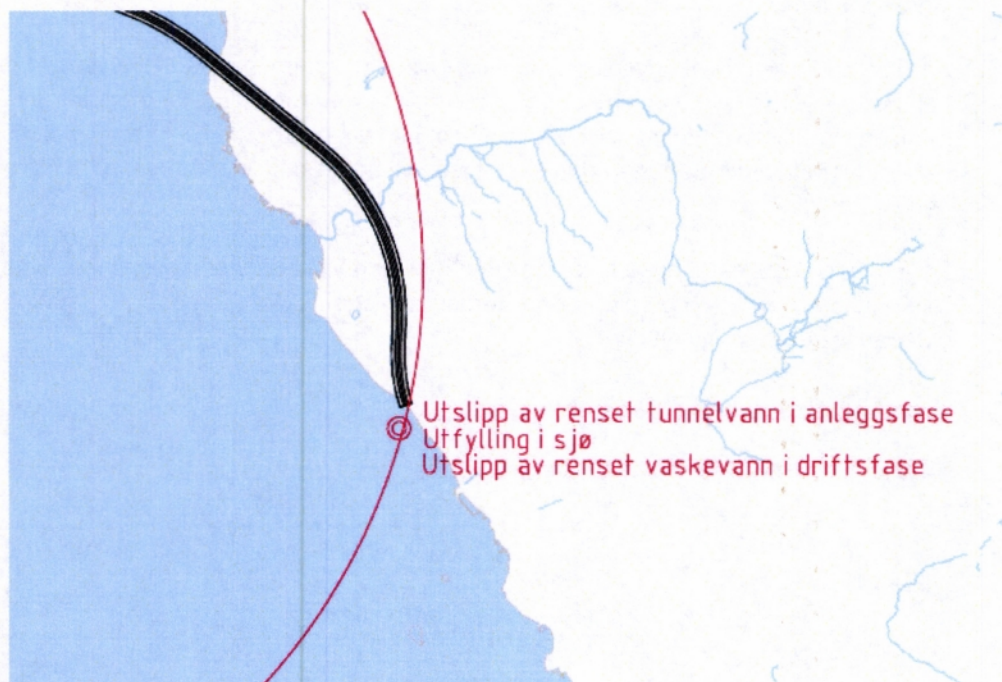 Utslipp av renset tunnelvann i anleggsfase
Utfylling i sjø
Utslipp av renset vaskevann i driftsfase